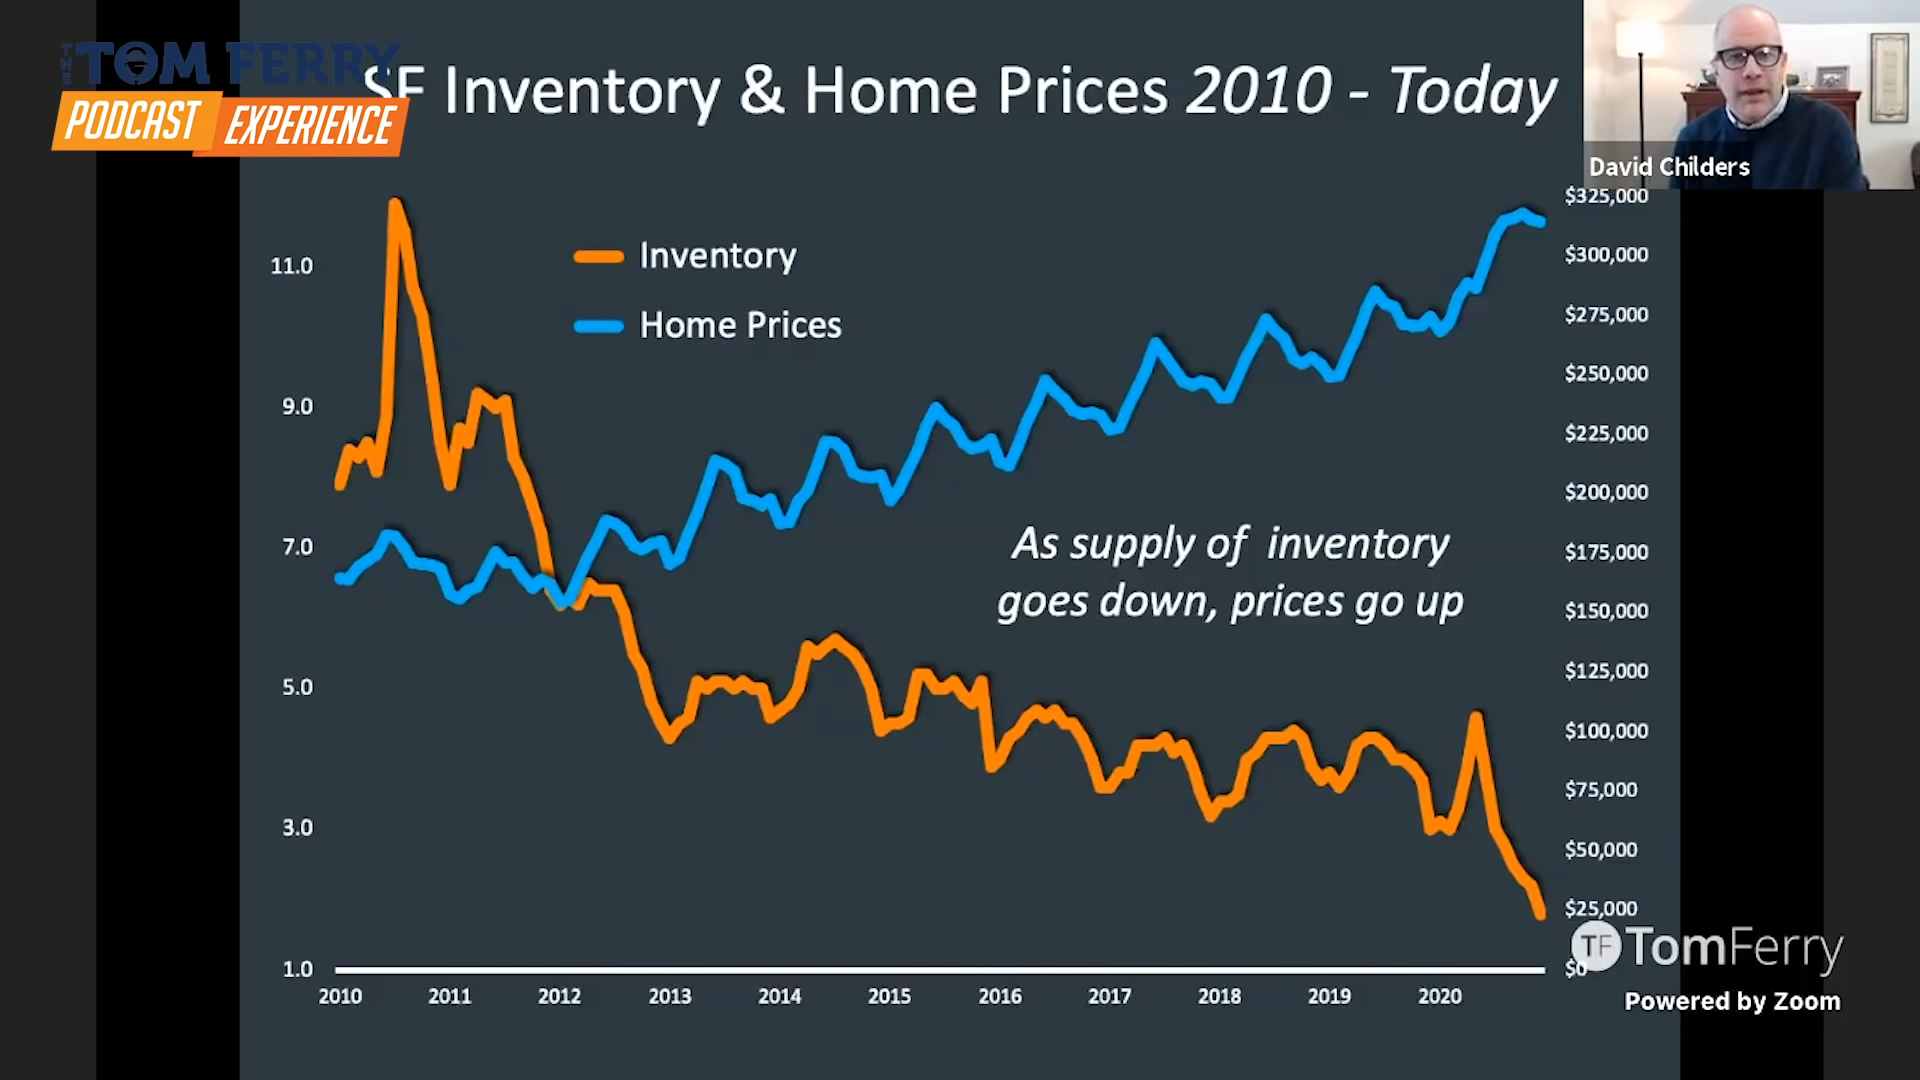 THE TOM FERRY
PODCAST EXPERIENCE
SF Inventory & Home Prices 2010 - Today
David Childers
Inventory
Home Prices
11.0
9.0
7.0
5.0
3.0
1.0
$325,000
$300,000
$275,000
$250,000
$225,000
$200,000
$175,000
$150,000
$125,000
$100,000
$75,000
$50,000
$25,000
$0
As supply of inventory
goes down, prices go up
2010 2011 2012 2013 2014 2015 2016 2017 2018 2019 2020
TF TomFerry
Powered by Zoom